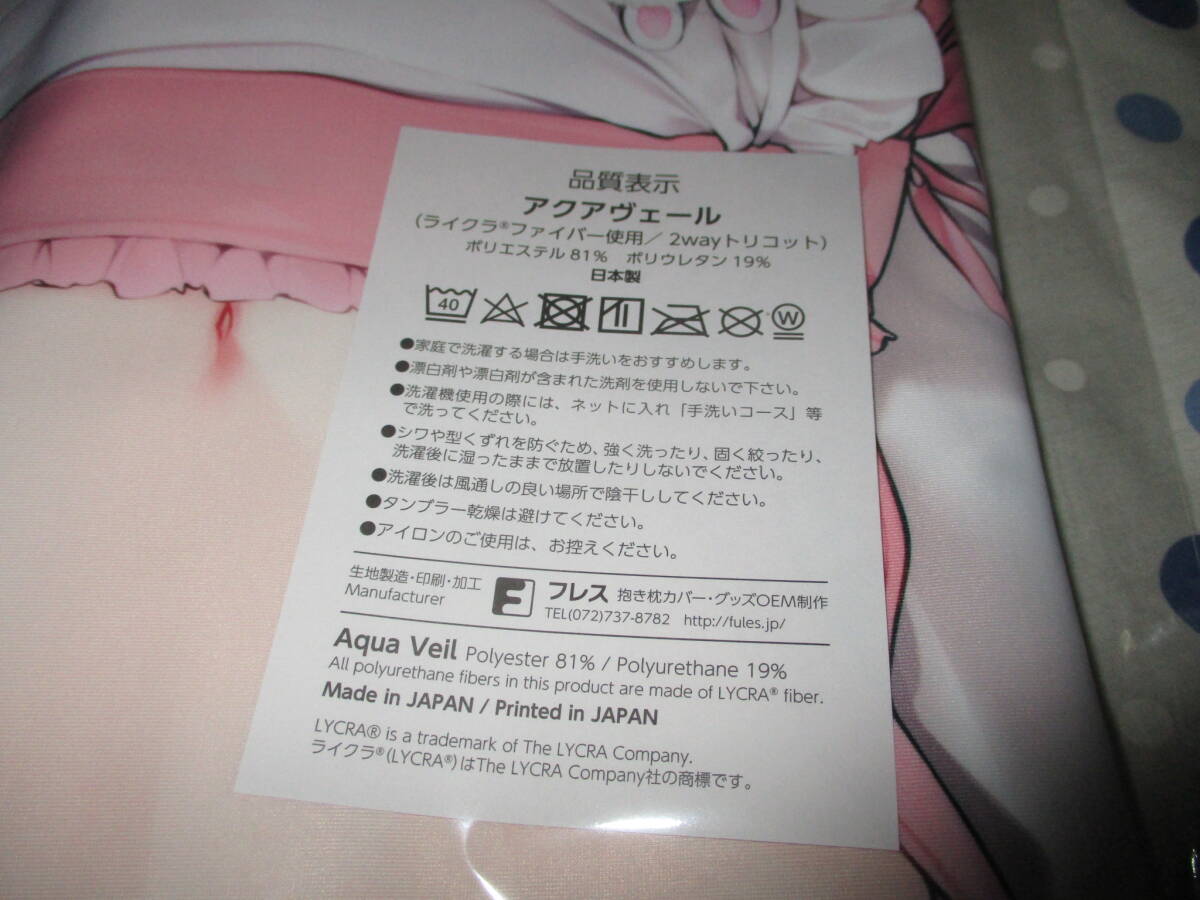 品質表示
アクアヴェール
(ライクラ®ファイバー使用/ 2wayトリコット)
ポリエステル 81% ポリウレタン 19%
日本製
40 W
●家庭で洗濯する場合は手洗いをおすすめします。
●漂白剤や漂白剤が含まれた洗剤を使用しないで下さい。
●洗濯機使用の際には、ネットに入れ「手洗いコース」等
で洗ってください。
●シワや型くずれを防ぐため、強く洗ったり、固く絞ったり、
洗濯後に湿ったままで放置したりしないでください。
●洗濯後は風通しの良い場所で陰干ししてください。
●タンブラー乾燥は避けてください。
●アイロンのご使用は、お控えください。
生地製造・印刷・加工
Manufacturer
F フレス 抱き枕カバー・グッズOEM制作
TEL(072)737-8782 http://fules.jp/
Aqua Veil Polyester 81% / Polyurethane 19%
All polyurethane fibers in this product are made of LYCRA® fiber.
Made in JAPAN / Printed in JAPAN
LYCRA® is a trademark of The LYCRA Company.
ライクラ®(LYCRA®)はThe LYCRA Company社の商標です。